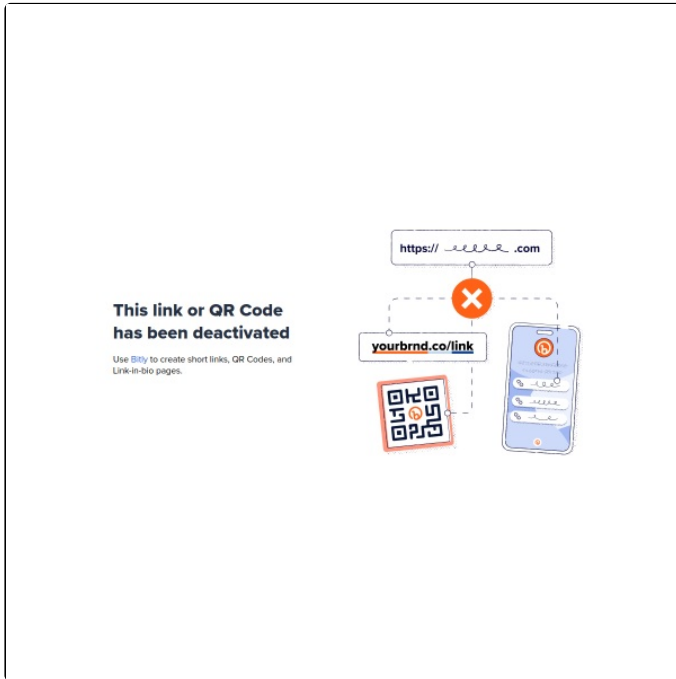 This link or QR Code
has been deactivated
Use Bitly to create short links, QR Codes, and
Link-in-bio pages.
https:// .com
yourbrnd.co/link